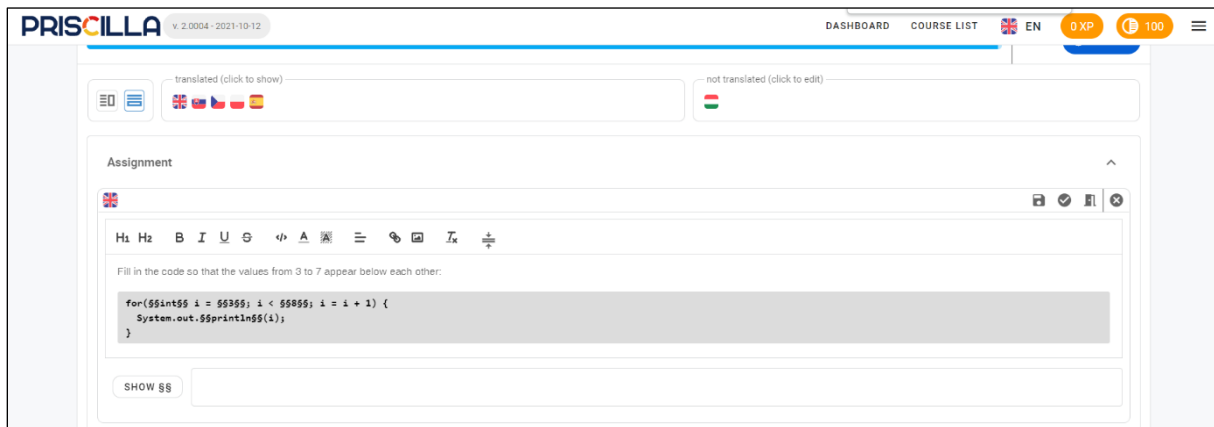 PRISCILLA v. 2.0004 - 2021-10-12 DASHBOARD COURSE LIST EN 0 XP 100
translated (click to show) not translated (click to edit)
Assignment
H1 H2 B I U S </> A A Tx
Fill in the code so that the values from 3 to 7 appear below each other:
for(§§int§§ i = §§3§§; i < §§8§§; i = i + 1) {
System.out.§§println§§(i);
}
SHOW §§